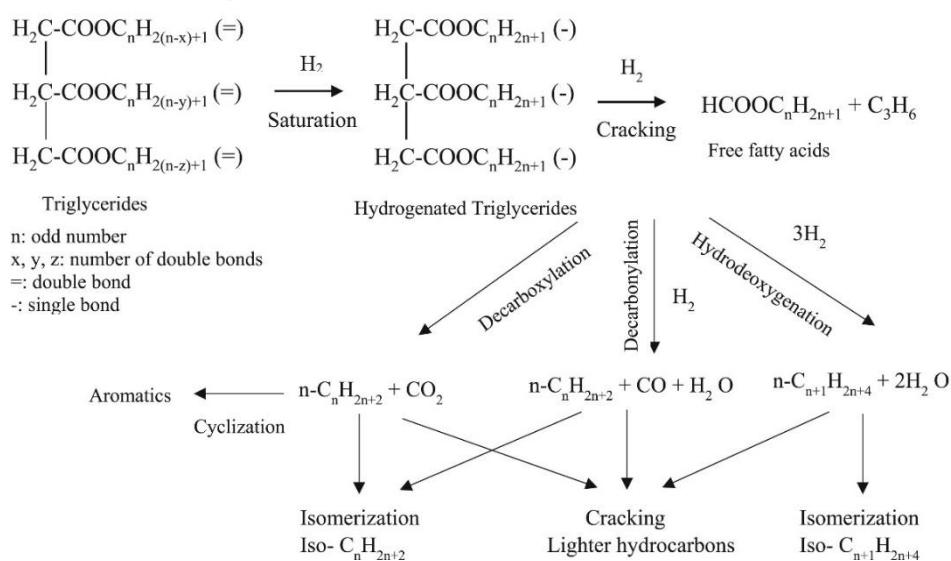 H₂C-COOCₙH₂₍ₙ₋ₓ₎₊₁ (=)
H₂C-COOCₙH₂₍ₙ₋ᵧ₎₊₁ (=)
H₂C-COOCₙH₂₍ₙ₋z₎₊₁ (=)
Triglycerides
n: odd number
x, y, z: number of double bonds
=: double bond
-: single bond
H₂
Saturation
H₂C-COOCₙH₂ₙ₊₁ (-)
H₂C-COOCₙH₂ₙ₊₁ (-)
H₂C-COOCₙH₂ₙ₊₁ (-)
Hydrogenated Triglycerides
H₂
Cracking
HCOOCₙH₂ₙ₊₁ + C₃H₆
Free fatty acids
Decarboxylation
Decarbonylation
H₂
Hydrodeoxygenation
3H₂
Aromatics
Cyclization
n-CₙH₂ₙ₊₂ + CO₂
n-CₙH₂ₙ₊₂ + CO + H₂ O
n-Cₙ₊₁H₂ₙ₊₄ + 2H₂ O
Isomerization
Iso- CₙH₂ₙ₊₂
Cracking
Lighter hydrocarbons
Isomerization
Iso- Cₙ₊₁H₂ₙ₊₄